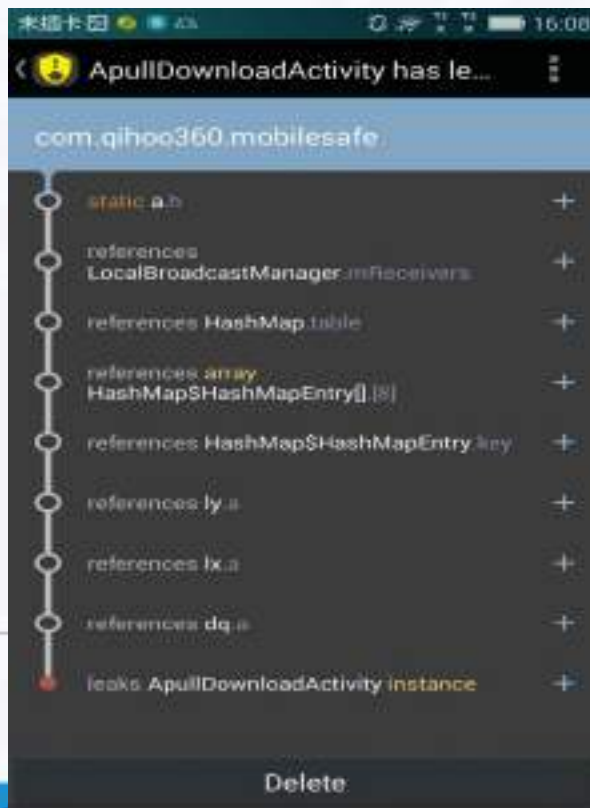 未插卡
16:08
ApullDownloadActivity has le...
com.qihoo360.mobilesafe
static a.h
references
LocalBroadcastManager.mReceivers
references HashMap.table
references array
HashMap$HashMapEntry[].[8]
references HashMap$HashMapEntry.key
references ly.a
references lx.a
references dq.a
leaks ApullDownloadActivity instance
Delete